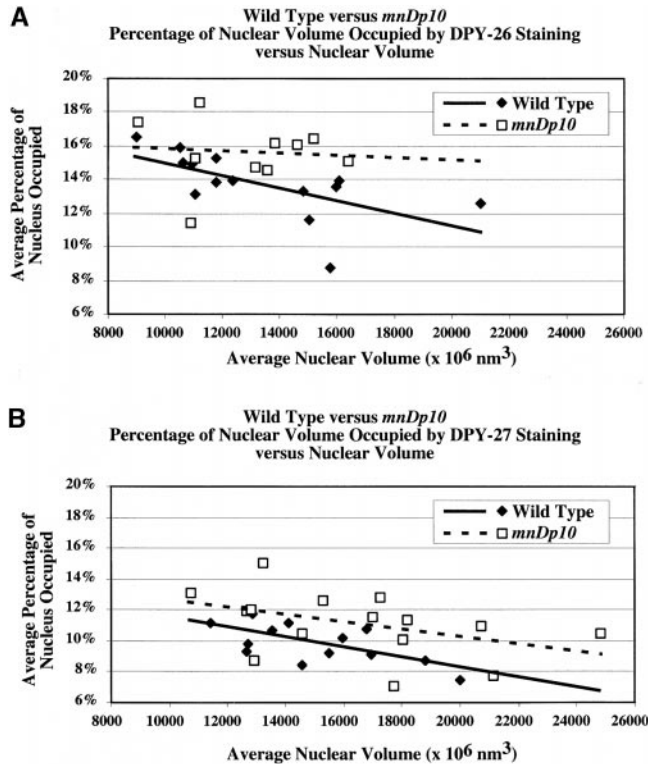 A
Wild Type versus mnDp10
Percentage of Nuclear Volume Occupied by DPY-26 Staining
versus Nuclear Volume
Average Percentage of
Nucleus Occupied
20%
18%
16%
14%
12%
10%
8%
6%
Wild Type
mnDp10
8000 10000 12000 14000 16000 18000 20000 22000 24000 26000
Average Nuclear Volume (x 10⁶ nm³)
B
Wild Type versus mnDp10
Percentage of Nuclear Volume Occupied by DPY-27 Staining
versus Nuclear Volume
Average Percentage of
Nucleus Occupied
20%
18%
16%
14%
12%
10%
8%
6%
Wild Type
mnDp10
8000 10000 12000 14000 16000 18000 20000 22000 24000 26000
Average Nuclear Volume (x 10⁶ nm³)